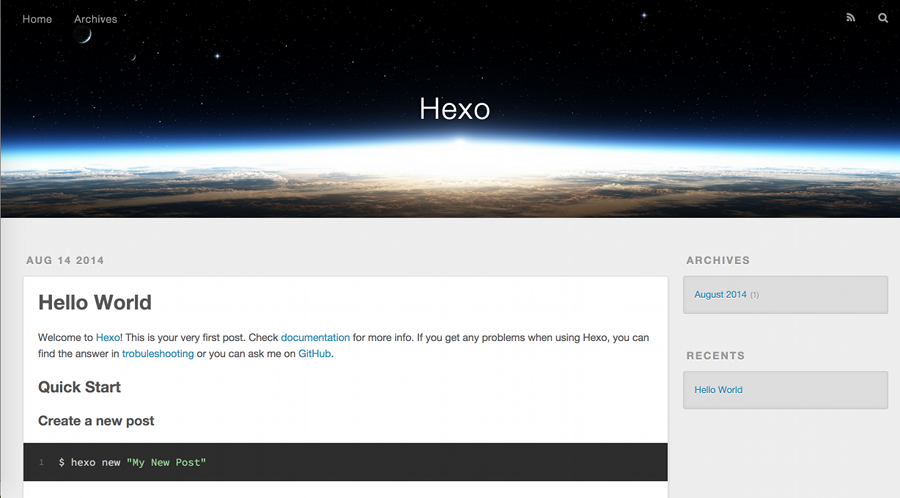 Home Archives
Hexo
AUG 14 2014
Hello World
Welcome to Hexo! This is your very first post. Check documentation for more info. If you get any problems when using Hexo, you can
find the answer in trobuleshooting or you can ask me on GitHub.
Quick Start
Create a new post
1 $ hexo new "My New Post"
ARCHIVES
August 2014 (1)
RECENTS
Hello World